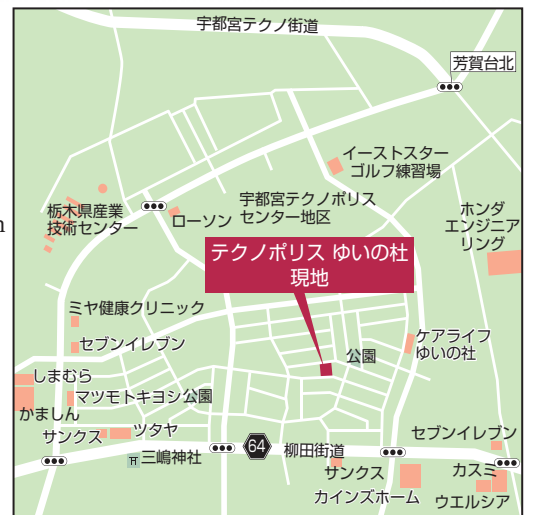 宇都宮テクノ街道
芳賀台北
イーストスター
ゴルフ練習場
栃木県産業
技術センター
ローソン
宇都宮テクノポリス
センター地区
ホンダ
エンジニア
リング
テクノポリス ゆいの杜
現地
ミヤ健康クリニック
セブンイレブン
公園
ケアライフ
ゆいの社
しまむら
マツモトキヨシ
公園
かましん
サンクス
ツタヤ
64
柳田街道
セブンイレブン
三嶋神社
サンクス
カスミ
カインズホーム
ウエルシア
n